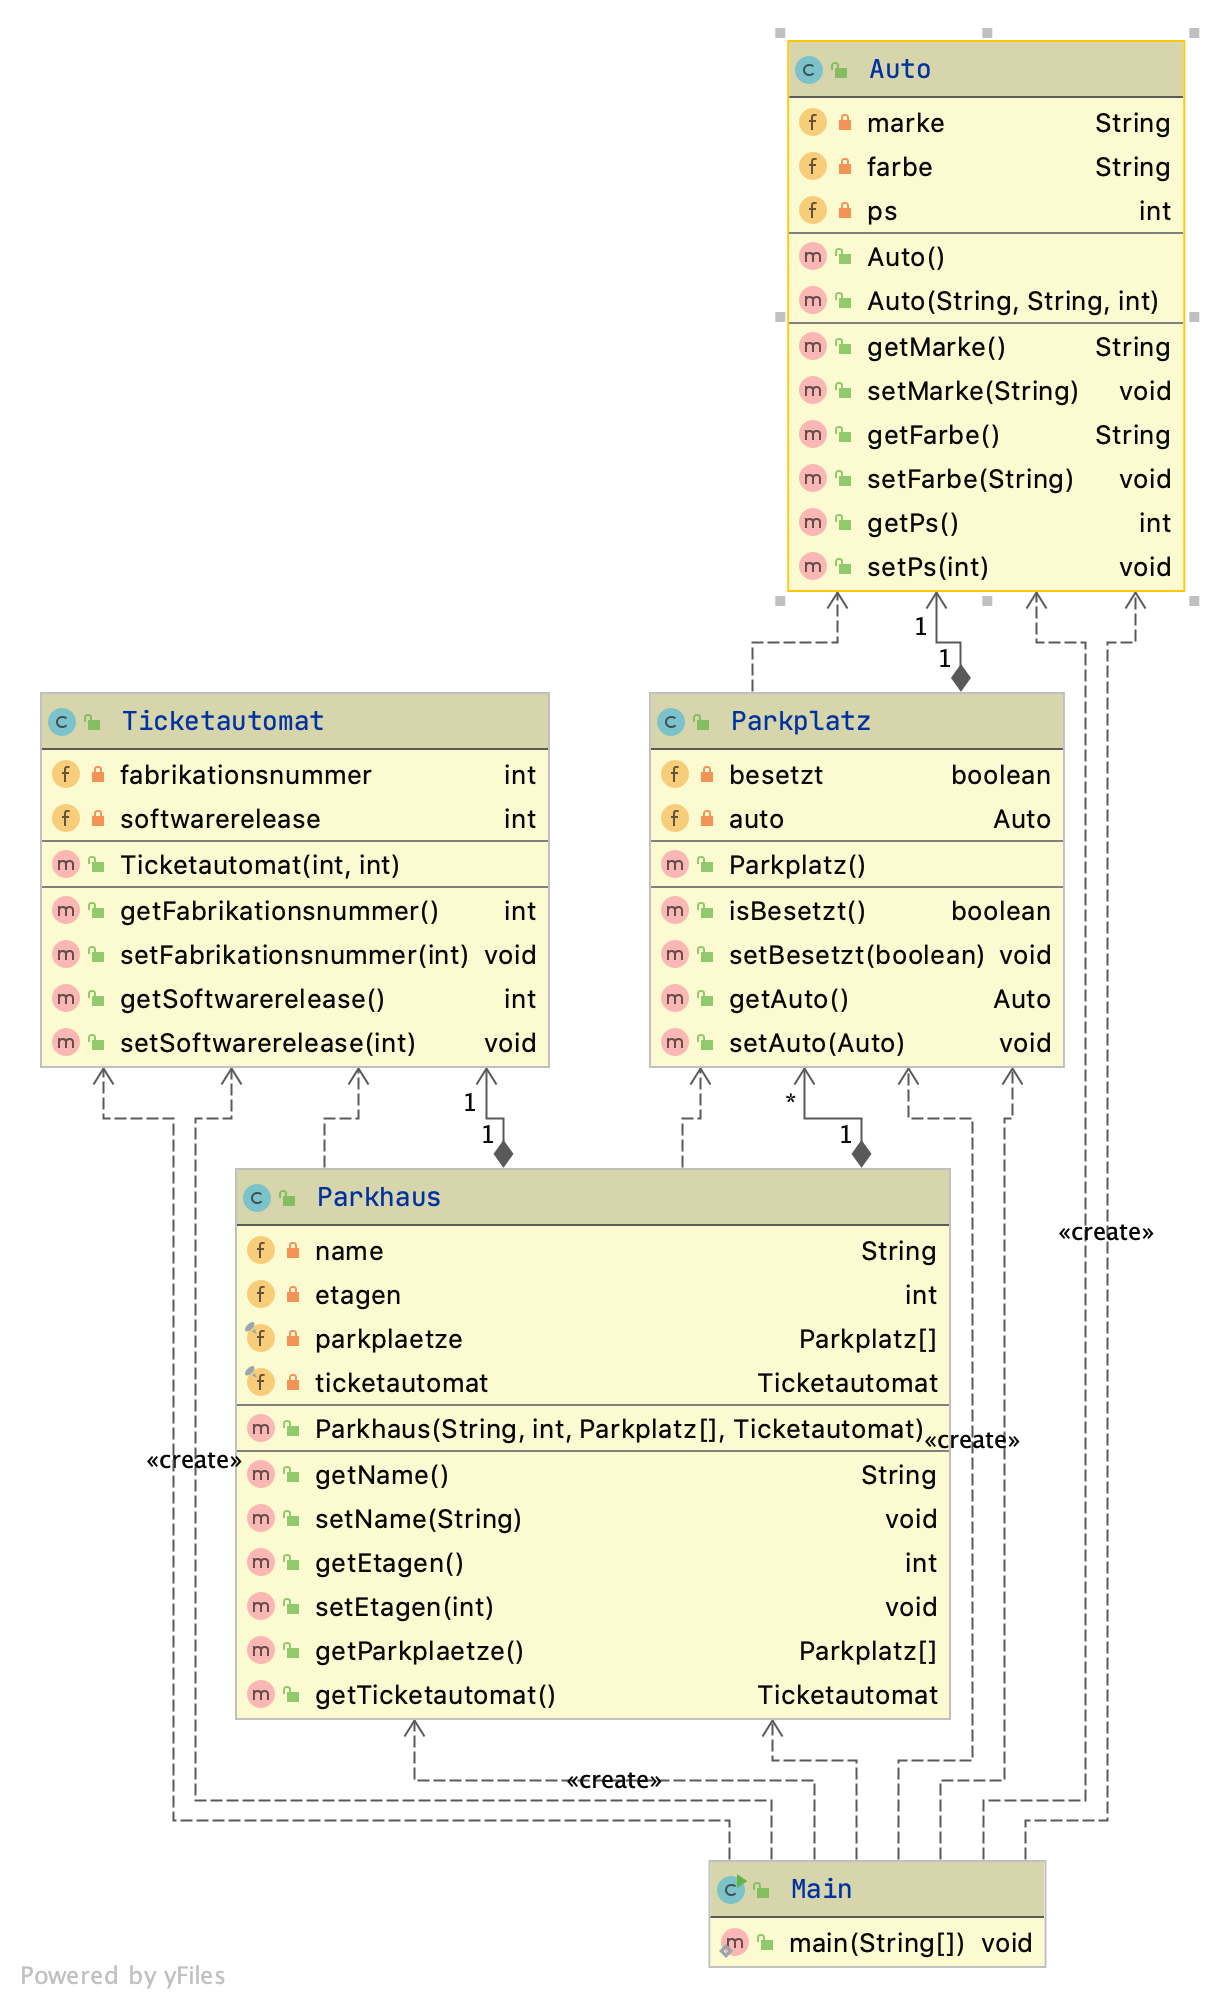 Auto
marke String
farbe String
ps int
Auto()
Auto(String, String, int)
getMarke() String
setMarke(String) void
getFarbe() String
setFarbe(String) void
getPs() int
setPs(int) void
1
1
Ticketautomat
fabrikationsnummer int
softwarerelease int
Ticketautomat(int, int)
getFabrikationsnummer() int
setFabrikationsnummer(int) void
getSoftwarerelease() int
setSoftwarerelease(int) void
Parkplatz
besetzt boolean
auto Auto
Parkplatz()
isBesetzt() boolean
setBesetzt(boolean) void
getAuto() Auto
setAuto(Auto) void
1
1
*
1
Parkhaus
name String
etagen int
parkplaetze Parkplatz[]
ticketautomat Ticketautomat
Parkhaus(String, int, Parkplatz[], Ticketautomat)
getName() String
setName(String) void
getEtagen() int
setEtagen(int) void
getParkplaetze() Parkplatz[]
getTicketautomat() Ticketautomat
«create»
«create»
«create»
«create»
Main
main(String[]) void
Powered by yFiles